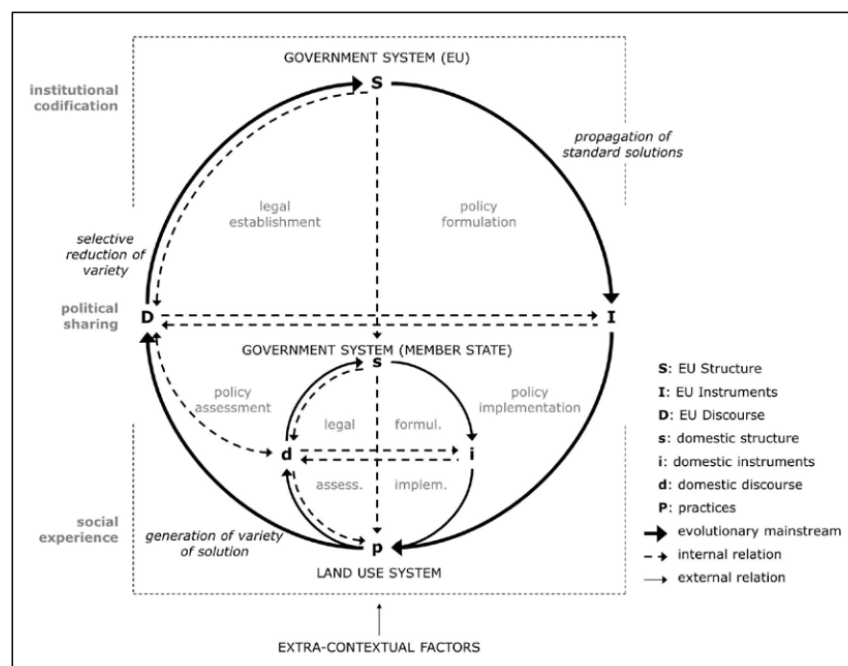 GOVERNMENT SYSTEM (EU)
institutional
codification
S
propagation of
standard solutions
legal
establishment
policy
formulation
selective
reduction of
variety
political
sharing
D
I
GOVERNMENT SYSTEM (MEMBER STATE)
s
policy
assessment
policy
implementation
legal
formul.
d
i
assess.
implem.
social
experience
generation of variety
of solution
p
LAND USE SYSTEM
EXTRA-CONTEXTUAL FACTORS
S: EU Structure
I: EU Instruments
D: EU Discourse
s: domestic structure
i: domestic instruments
d: domestic discourse
P: practices
evolutionary mainstream
internal relation
external relation